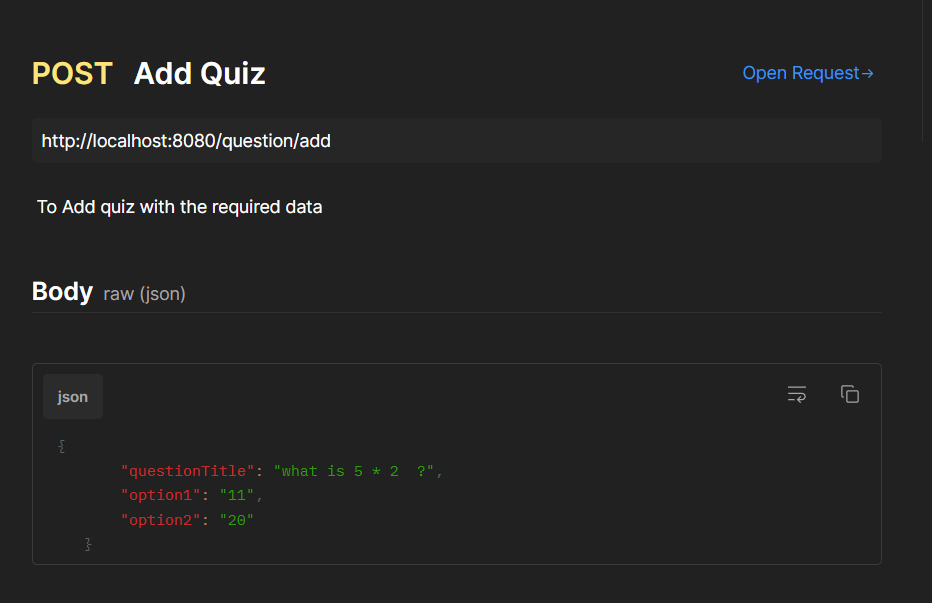 POST Add Quiz
Open Request→
http://localhost:8080/question/add
To Add quiz with the required data
Body raw (json)
json
{
"questionTitle": "what is 5 * 2  ?",
"option1": "11",
"option2": "20"
}